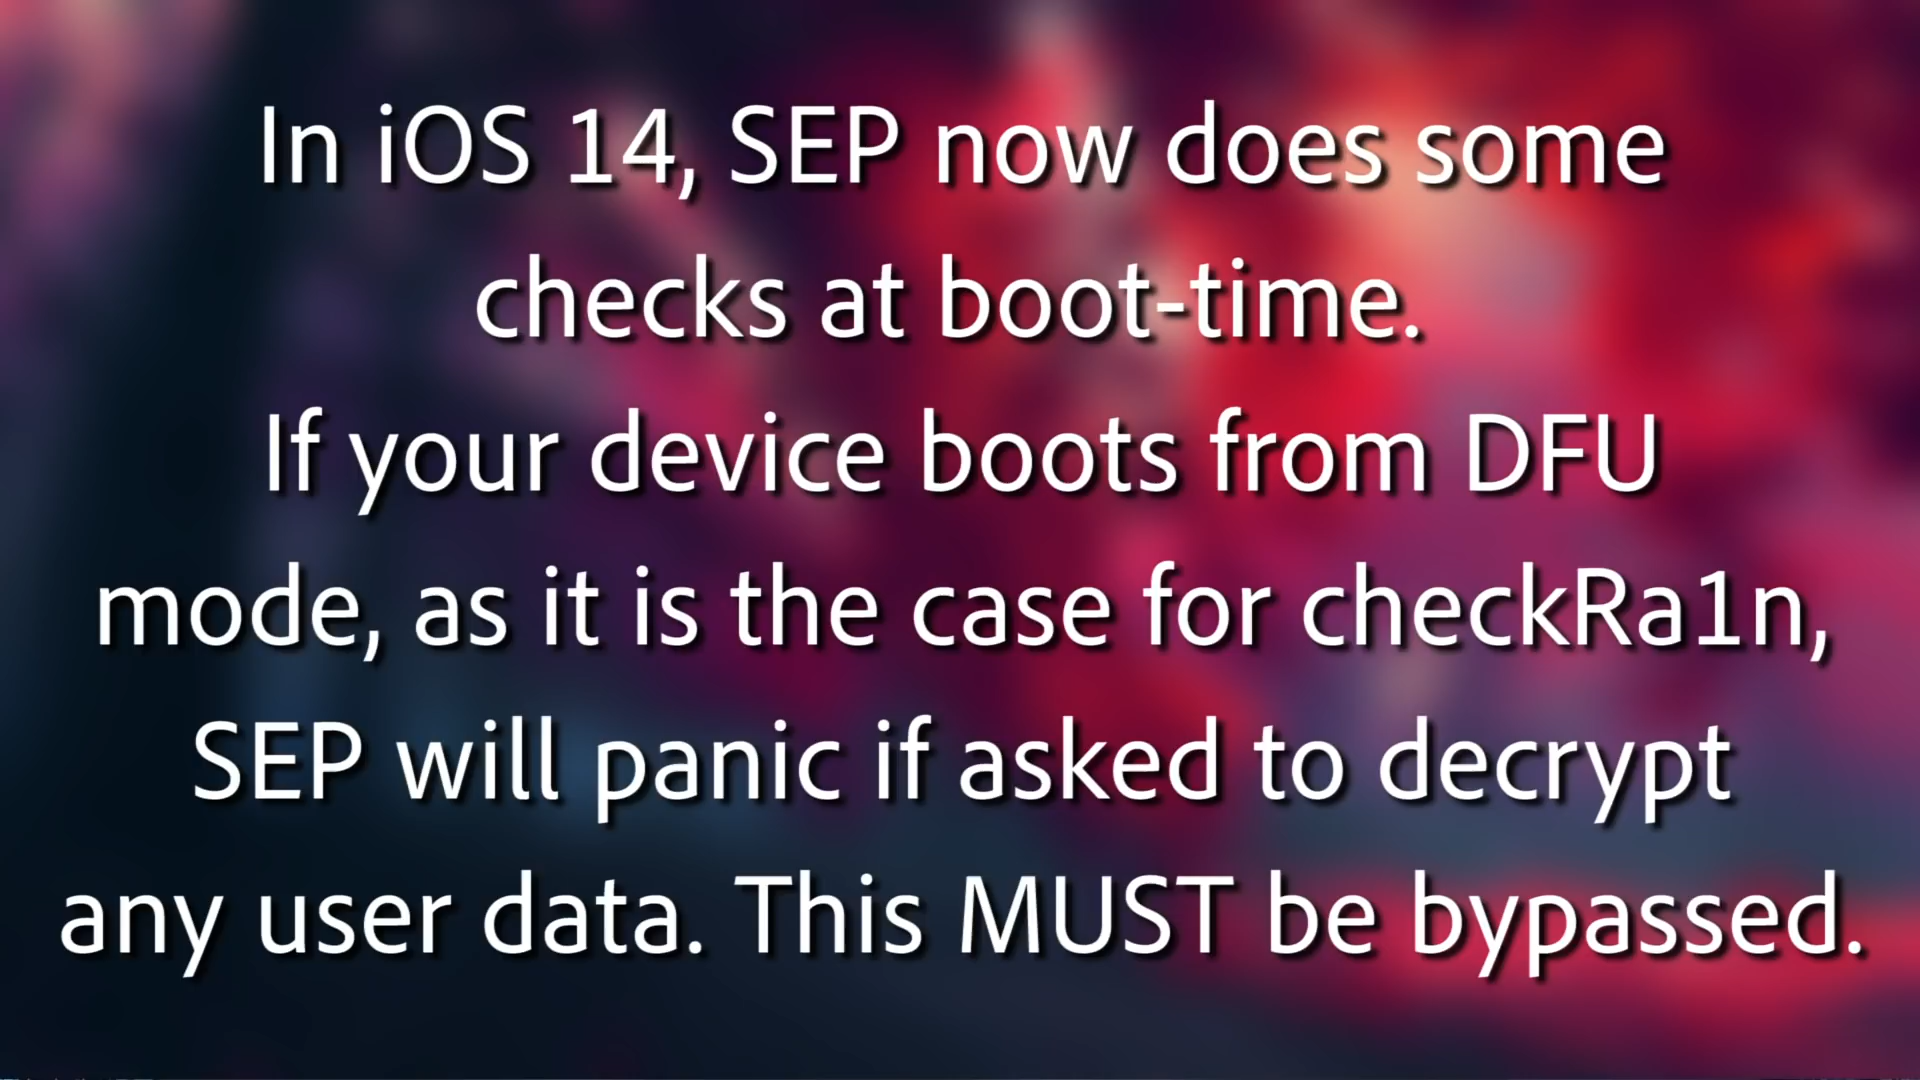 In iOS 14, SEP now does some
checks at boot-time.
If your device boots from DFU
mode, as it is the case for checkRa1n,
SEP will panic if asked to decrypt
any user data. This MUST be bypassed.